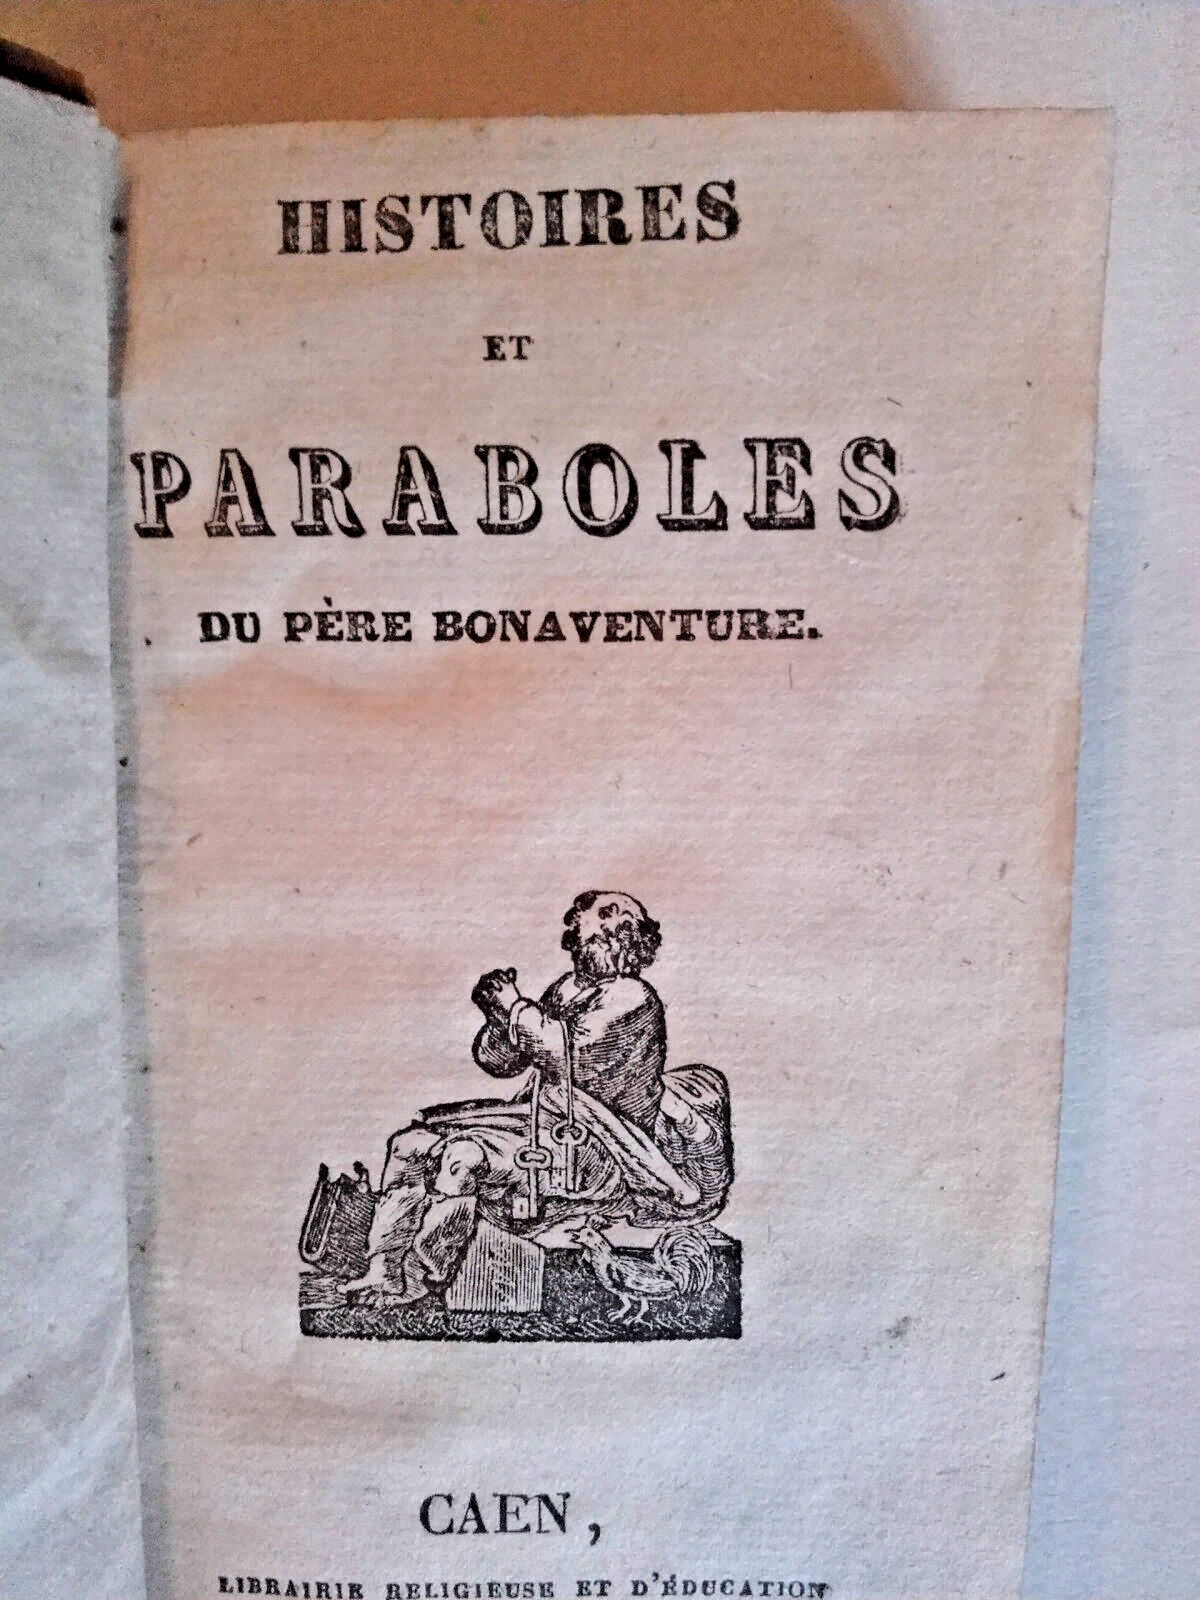 HISTOIRES
ET
PARABOLES
DU PÈRE BONAVENTURE.
CAEN,
LIBRAIRIE RELIGIEUSE ET D'ÉDUCATION